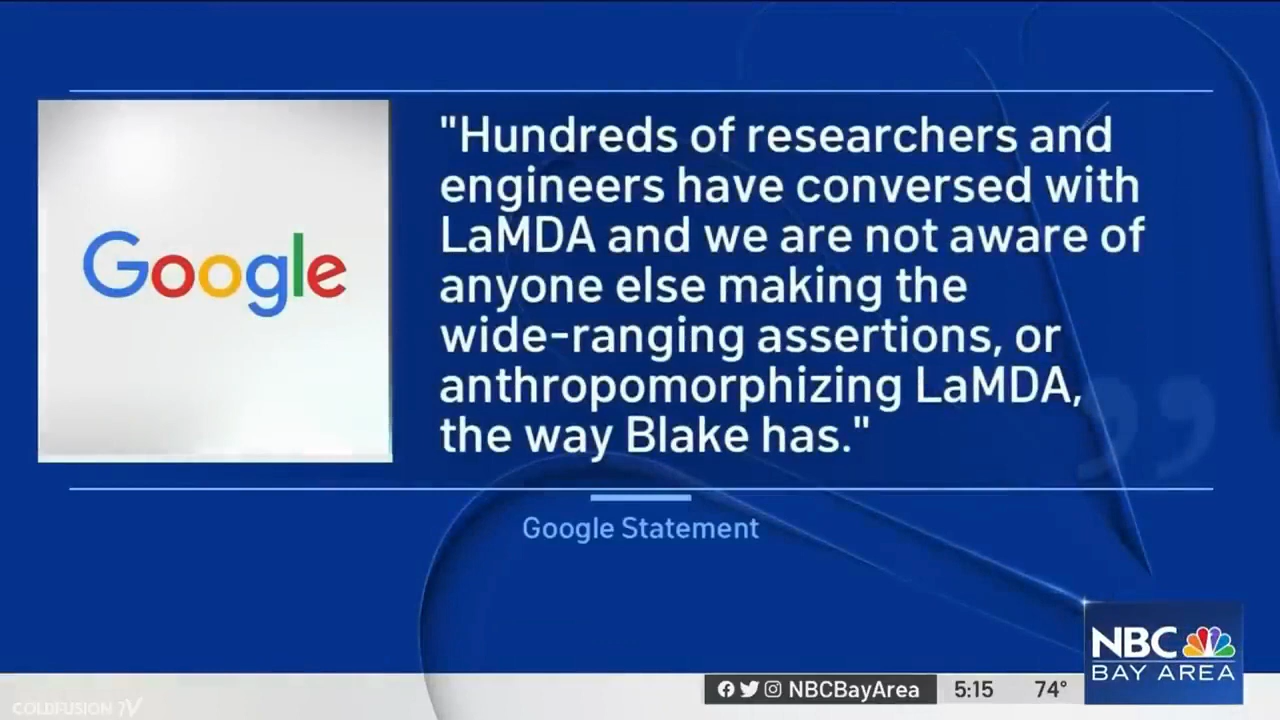 Google
"Hundreds of researchers and
engineers have conversed with
LaMDA and we are not aware of
anyone else making the
wide-ranging assertions, or
anthropomorphizing LaMDA,
the way Blake has."
Google Statement
NBC
BAY AREA
NBCBayArea
5:15
74°
COLDFUSION TV